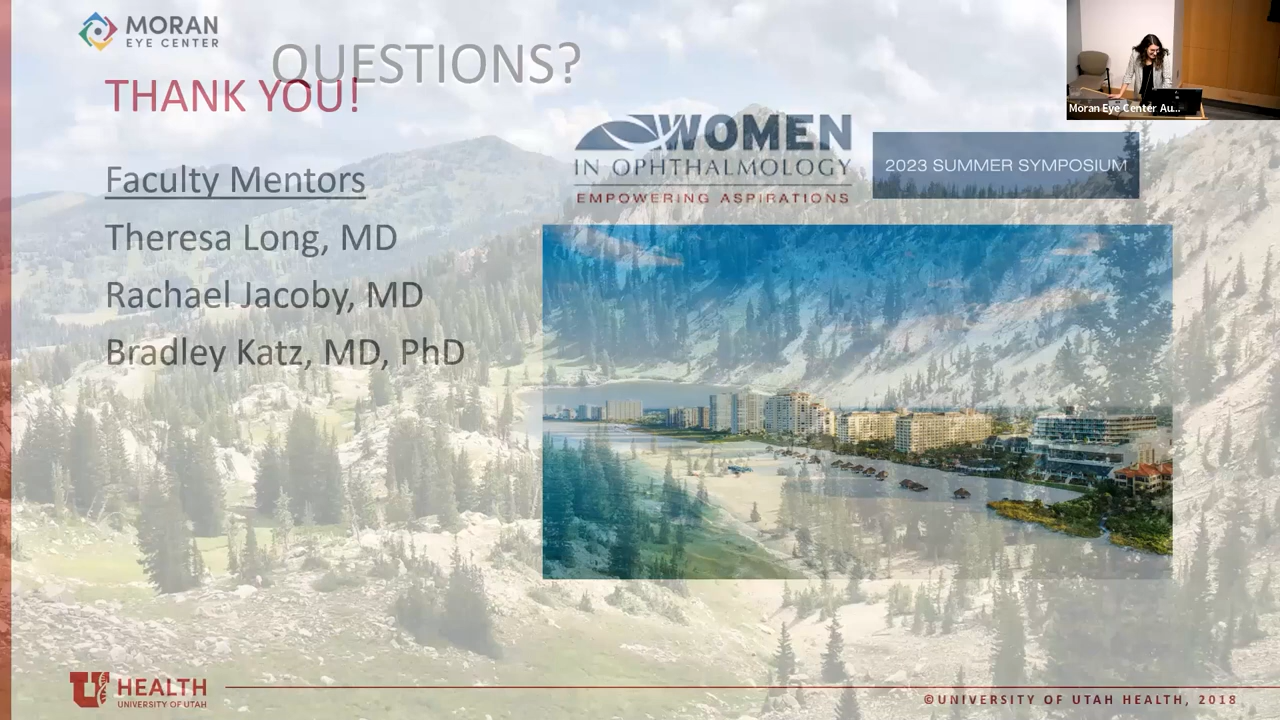 MORAN
EYE CENTER
QUESTIONS?
THANK YOU!
Faculty Mentors
Theresa Long, MD
Rachael Jacoby, MD
Bradley Katz, MD, PhD
WOMEN
IN OPHTHALMOLOGY
EMPOWERING ASPIRATIONS
2023 SUMMER SYMPOSIUM
Moran Eye Center Au...
U HEALTH
UNIVERSITY OF UTAH
©UNIVERSITY OF UTAH HEALTH, 2018